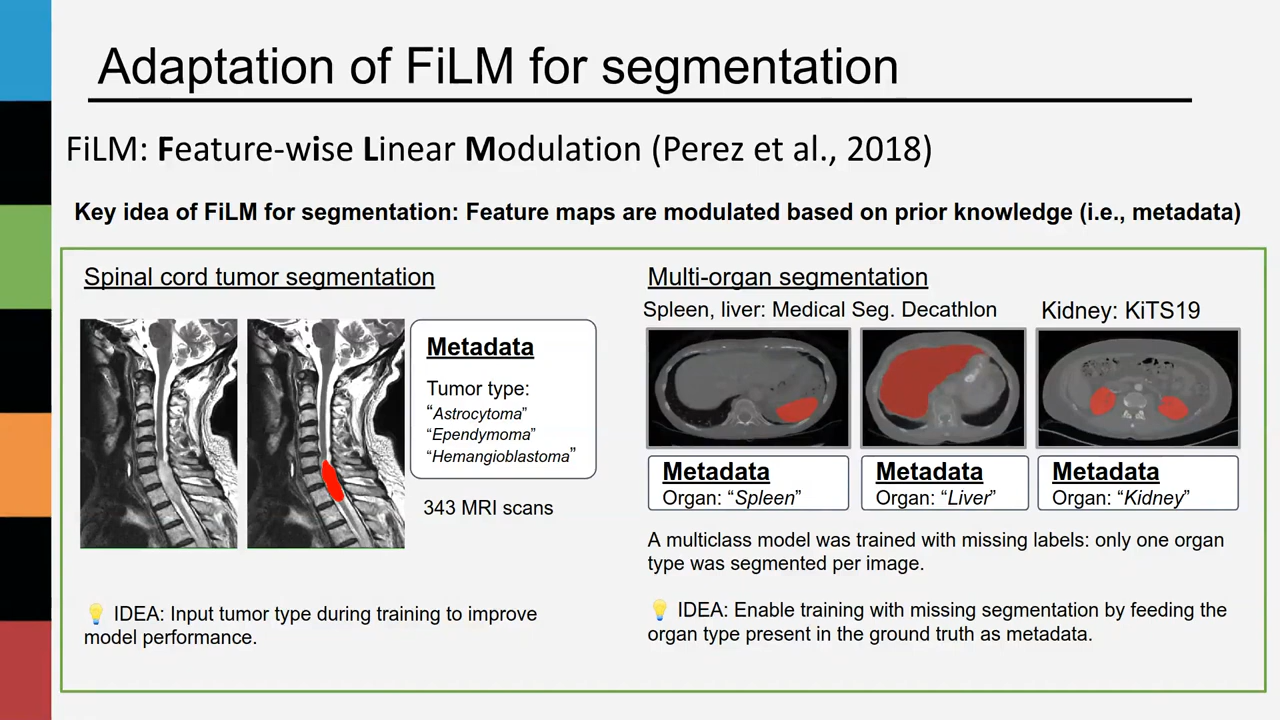 Adaptation of FiLM for segmentation
FiLM: Feature-wise Linear Modulation (Perez et al., 2018)
Key idea of FiLM for segmentation: Feature maps are modulated based on prior knowledge (i.e., metadata)
Spinal cord tumor segmentation
Metadata
Tumor type:
“Astrocytoma”
“Ependymoma”
“Hemangioblastoma”
343 MRI scans
💡 IDEA: Input tumor type during training to improve
model performance.
Multi-organ segmentation
Spleen, liver: Medical Seg. Decathlon
Kidney: KiTS19
Metadata
Organ: “Spleen”
Metadata
Organ: “Liver”
Metadata
Organ: “Kidney”
A multiclass model was trained with missing labels: only one organ
type was segmented per image.
💡 IDEA: Enable training with missing segmentation by feeding the
organ type present in the ground truth as metadata.